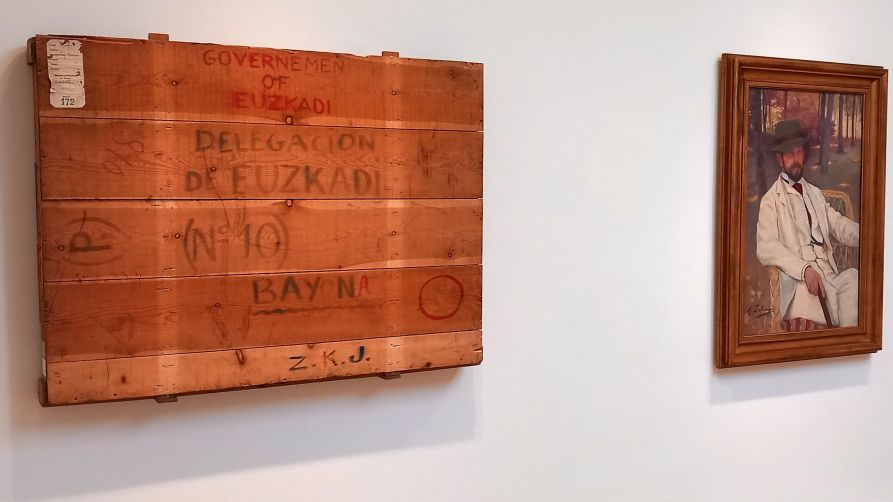 172
GOVERNEMEN
OF
EUZKADI
DELEGACION
DE EUZKADI
(P)
(Nº 10)
BAYONA
Z.K.J.